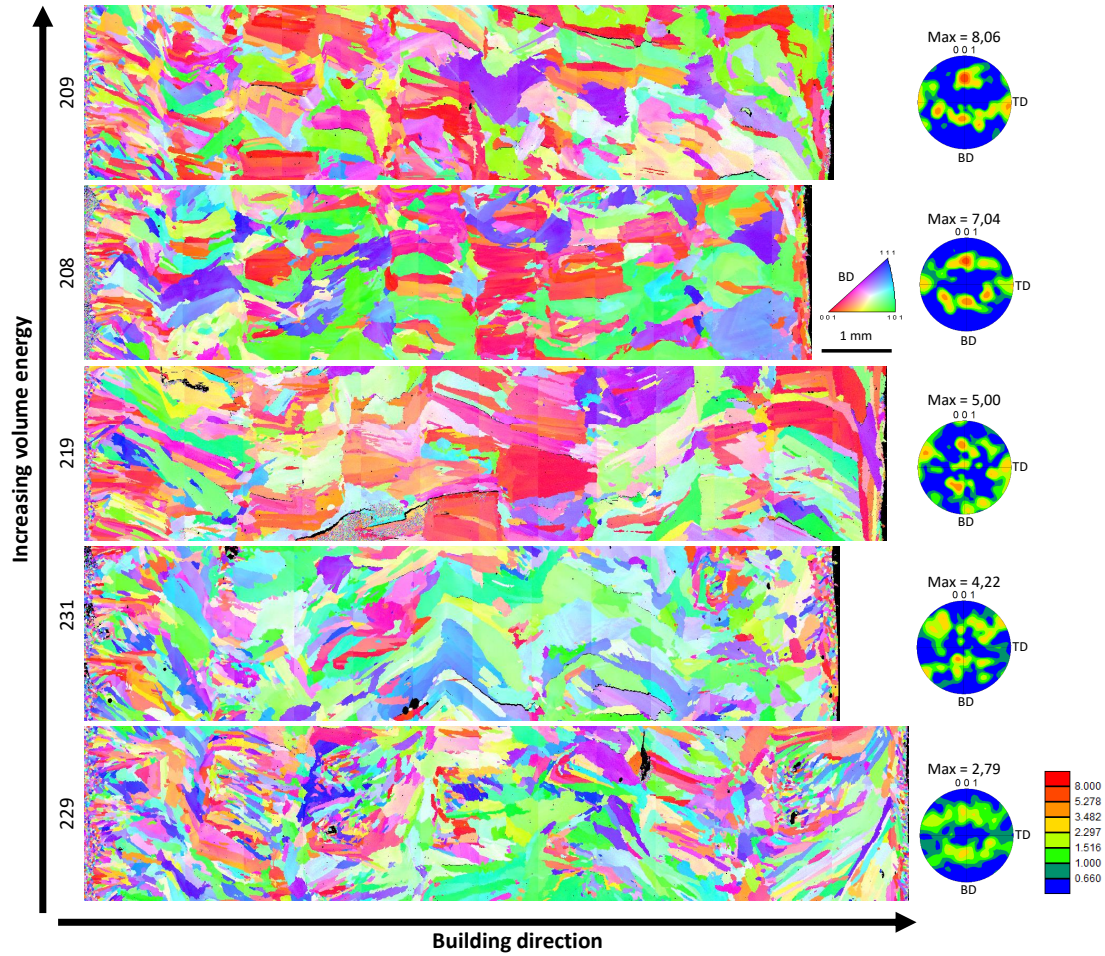 Increasing volume energy
209
Max = 8,06
0 0 1
TD
BD
208
BD
1 1 1
0 0 1
1 0 1
1 mm
Max = 7,04
0 0 1
TD
BD
219
Max = 5,00
0 0 1
TD
BD
231
Max = 4,22
0 0 1
TD
BD
229
Max = 2,79
0 0 1
TD
BD
8.000
5.278
3.482
2.297
1.516
1.000
0.660
Building direction